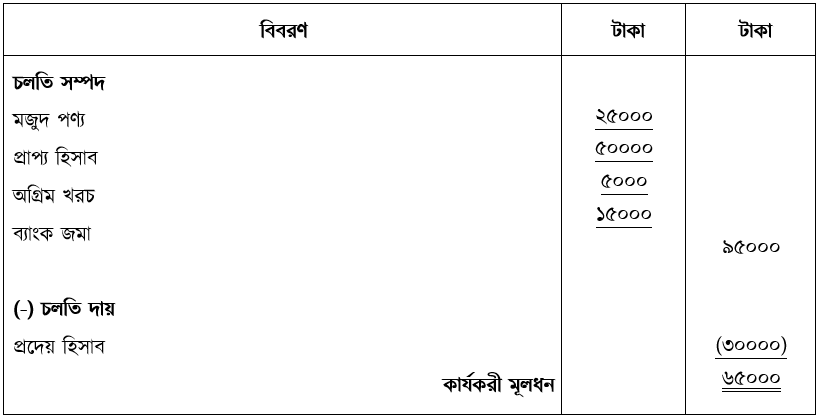 বিবরণ টাকা টাকা
চলতি সম্পদ
মজুদ পণ্য ২৫০০০
প্রাপ্য হিসাব ৫০০০০
অগ্রিম খরচ ৫০০০
ব্যাংক জমা ১৫০০০ ৯৫০০০
(-) চলতি দায়
প্রদেয় হিসাব (৩০০০০)
কার্যকরী মূলধন ৬৫০০০